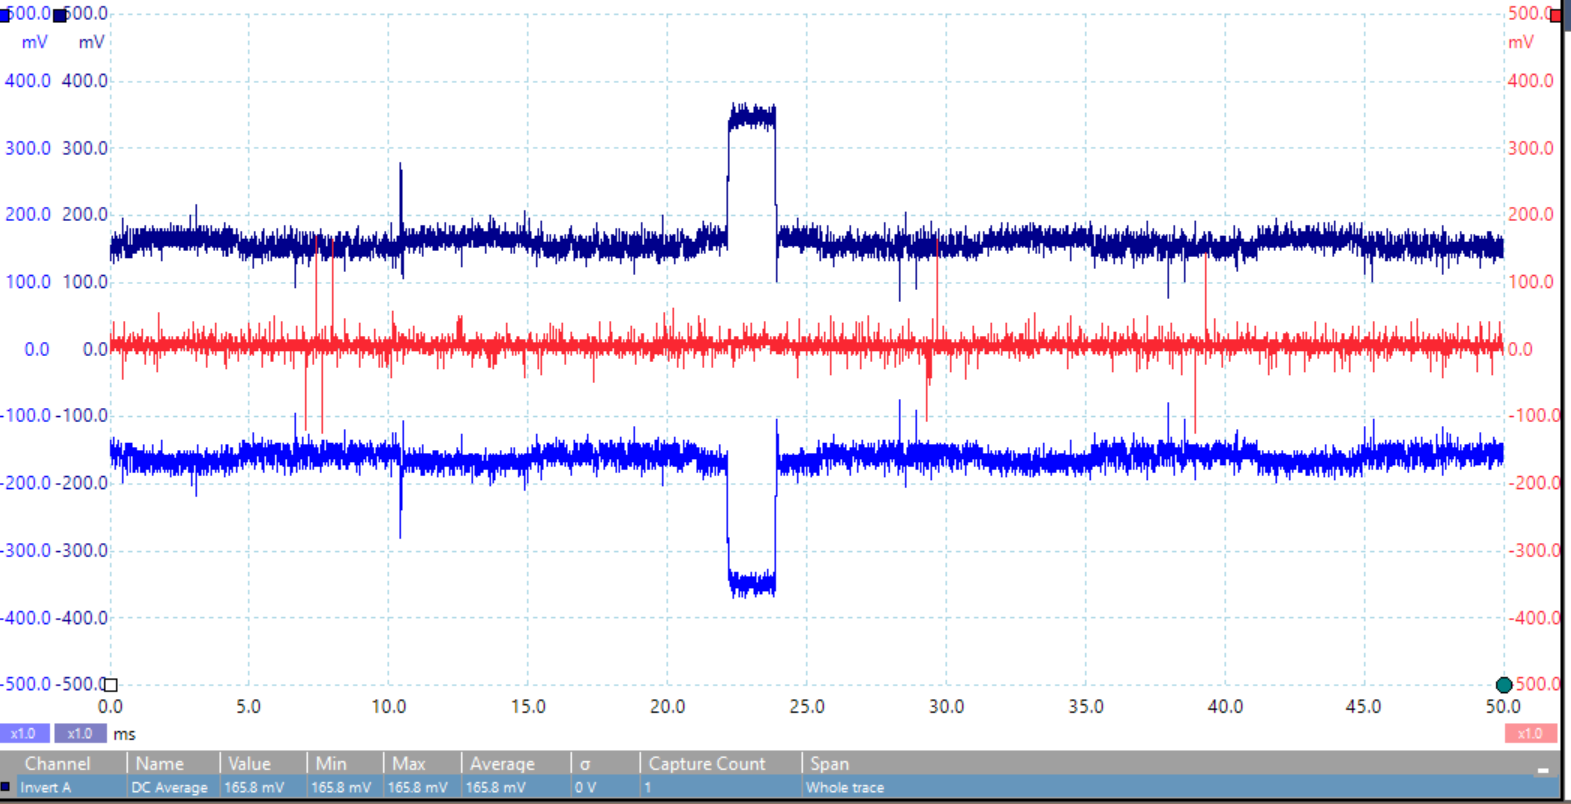 500.0 500.0 500.0
mV mV mV
400.0 400.0 400.0
300.0 300.0 300.0
200.0 200.0 200.0
100.0 100.0 100.0
0.0 0.0 0.0
-100.0 -100.0 -100.0
-200.0 -200.0 -200.0
-300.0 -300.0 -300.0
-400.0 -400.0 -400.0
-500.0 -500.0 500.0
0.0 5.0 10.0 15.0 20.0 25.0 30.0 35.0 40.0 45.0 50.0
x1.0 x1.0 ms x1.0
Channel Name Value Min Max Average σ Capture Count Span
Invert A DC Average 165.8 mV 165.8 mV 165.8 mV 165.8 mV 0 V 1 Whole trace